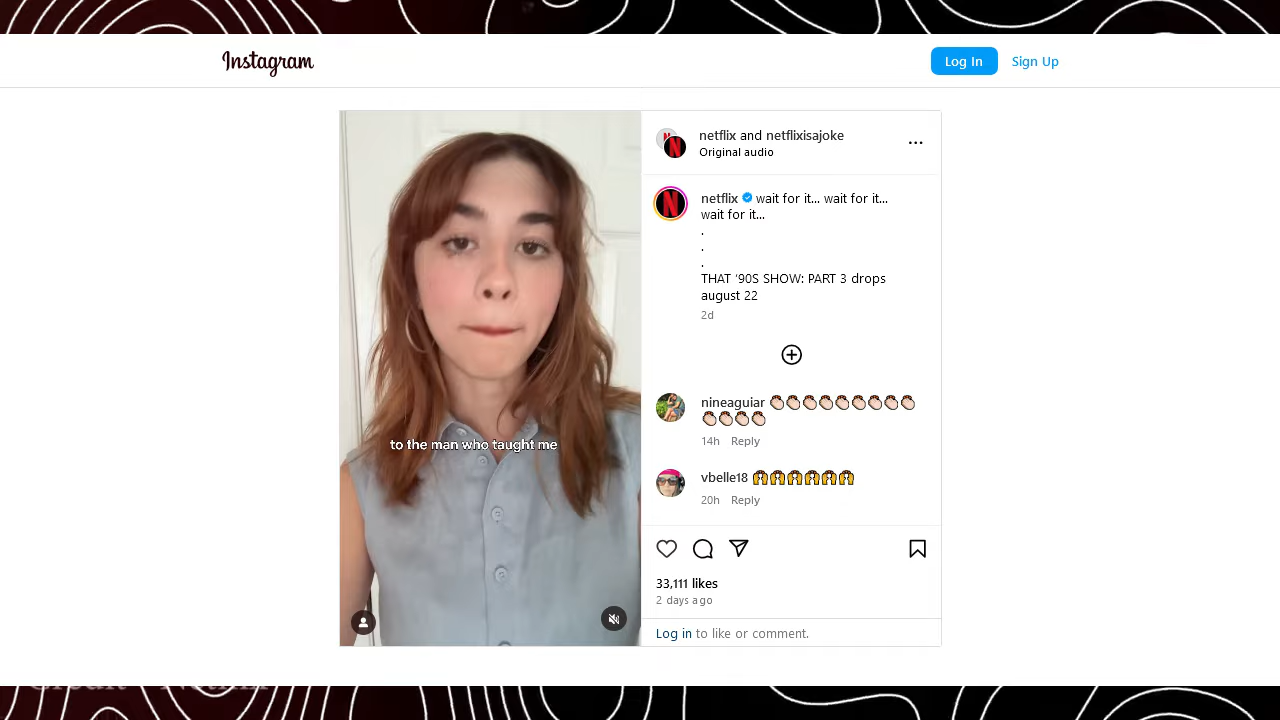 Instagram
Log In
Sign Up
netflix and netflixisajoke
Original audio
netflix wait for it... wait for it...
wait for it...
.
.
.
THAT '90S SHOW: PART 3 drops
august 22
2d
nineaguiar 👏🏻👏🏻👏🏻👏🏻👏🏻👏🏻👏🏻👏🏻👏🏻
👏🏻👏🏻👏🏻👏🏻
14h Reply
vbelle18 🙌🙌🙌🙌🙌🙌
20h Reply
to the man who taught me
33,111 likes
2 days ago
Log in to like or comment.
Credit - Netflix